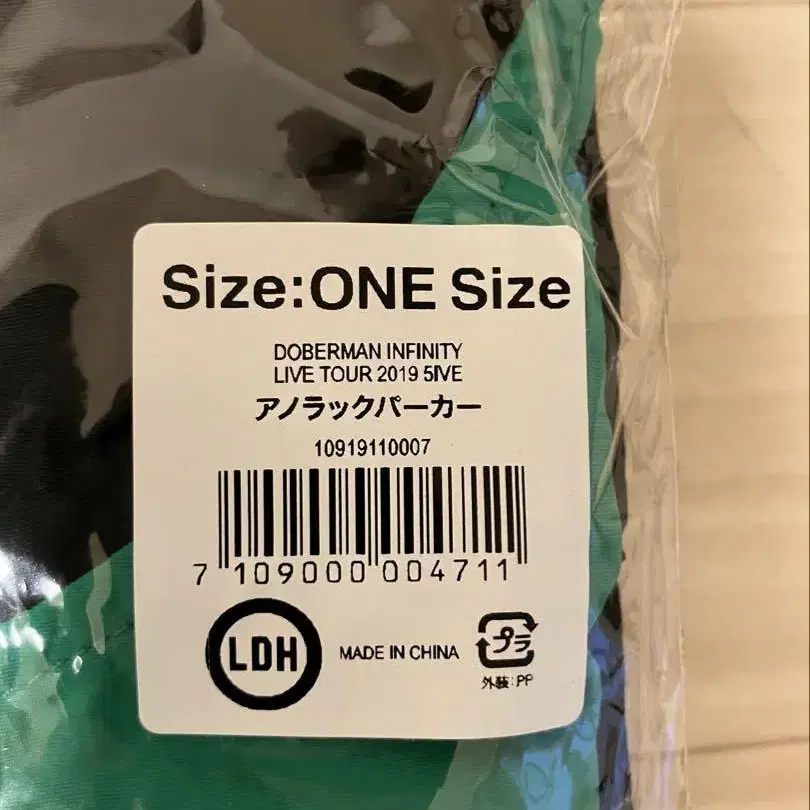 Size:ONE Size
DOBERMAN INFINITY
LIVE TOUR 2019 5IVE
アノラックパーカー
10919110007
7 109000 004711
LDH
MADE IN CHINA
プラ
外装:PP